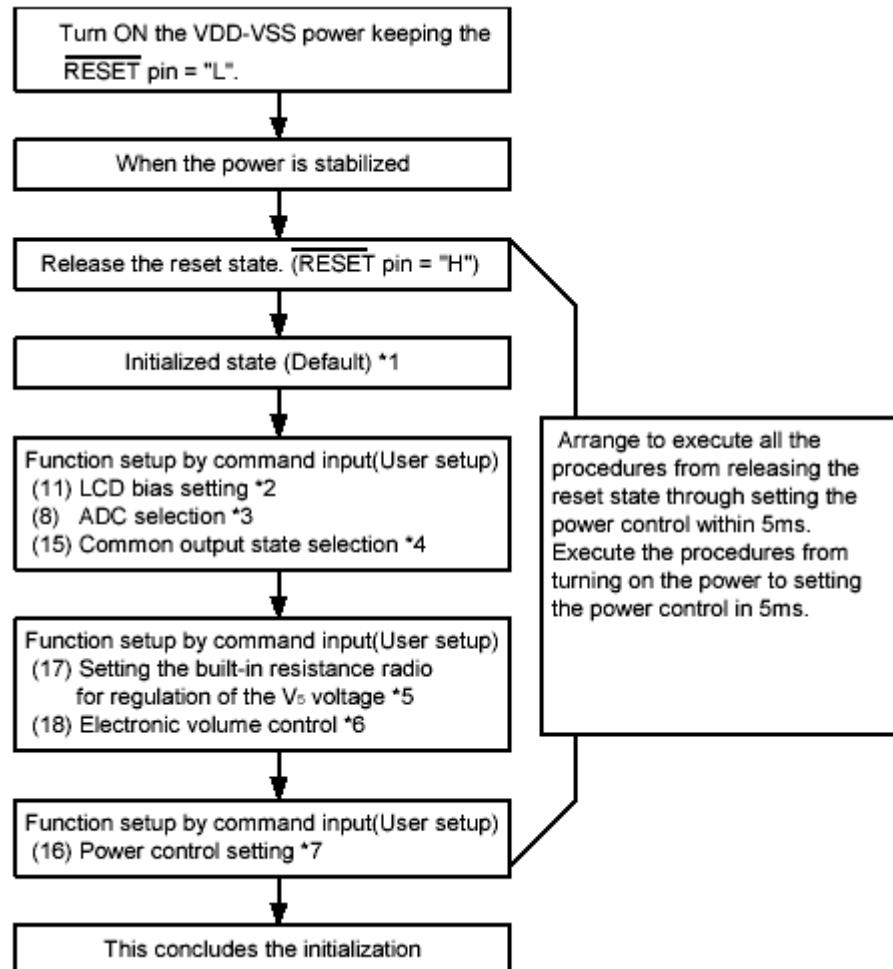 Turn ON the VDD-VSS power keeping the
RESET pin = "L".
When the power is stabilized
Release the reset state. (RESET pin = "H")
Initialized state (Default) *1
Function setup by command input(User setup)
(11) LCD bias setting *2
(8) ADC selection *3
(15) Common output state selection *4
Function setup by command input(User setup)
(17) Setting the built-in resistance radio
for regulation of the V5 voltage *5
(18) Electronic volume control *6
Function setup by command input(User setup)
(16) Power control setting *7
This concludes the initialization
Arrange to execute all the
procedures from releasing the
reset state through setting the
power control within 5ms.
Execute the procedures from
turning on the power to setting
the power control in 5ms.